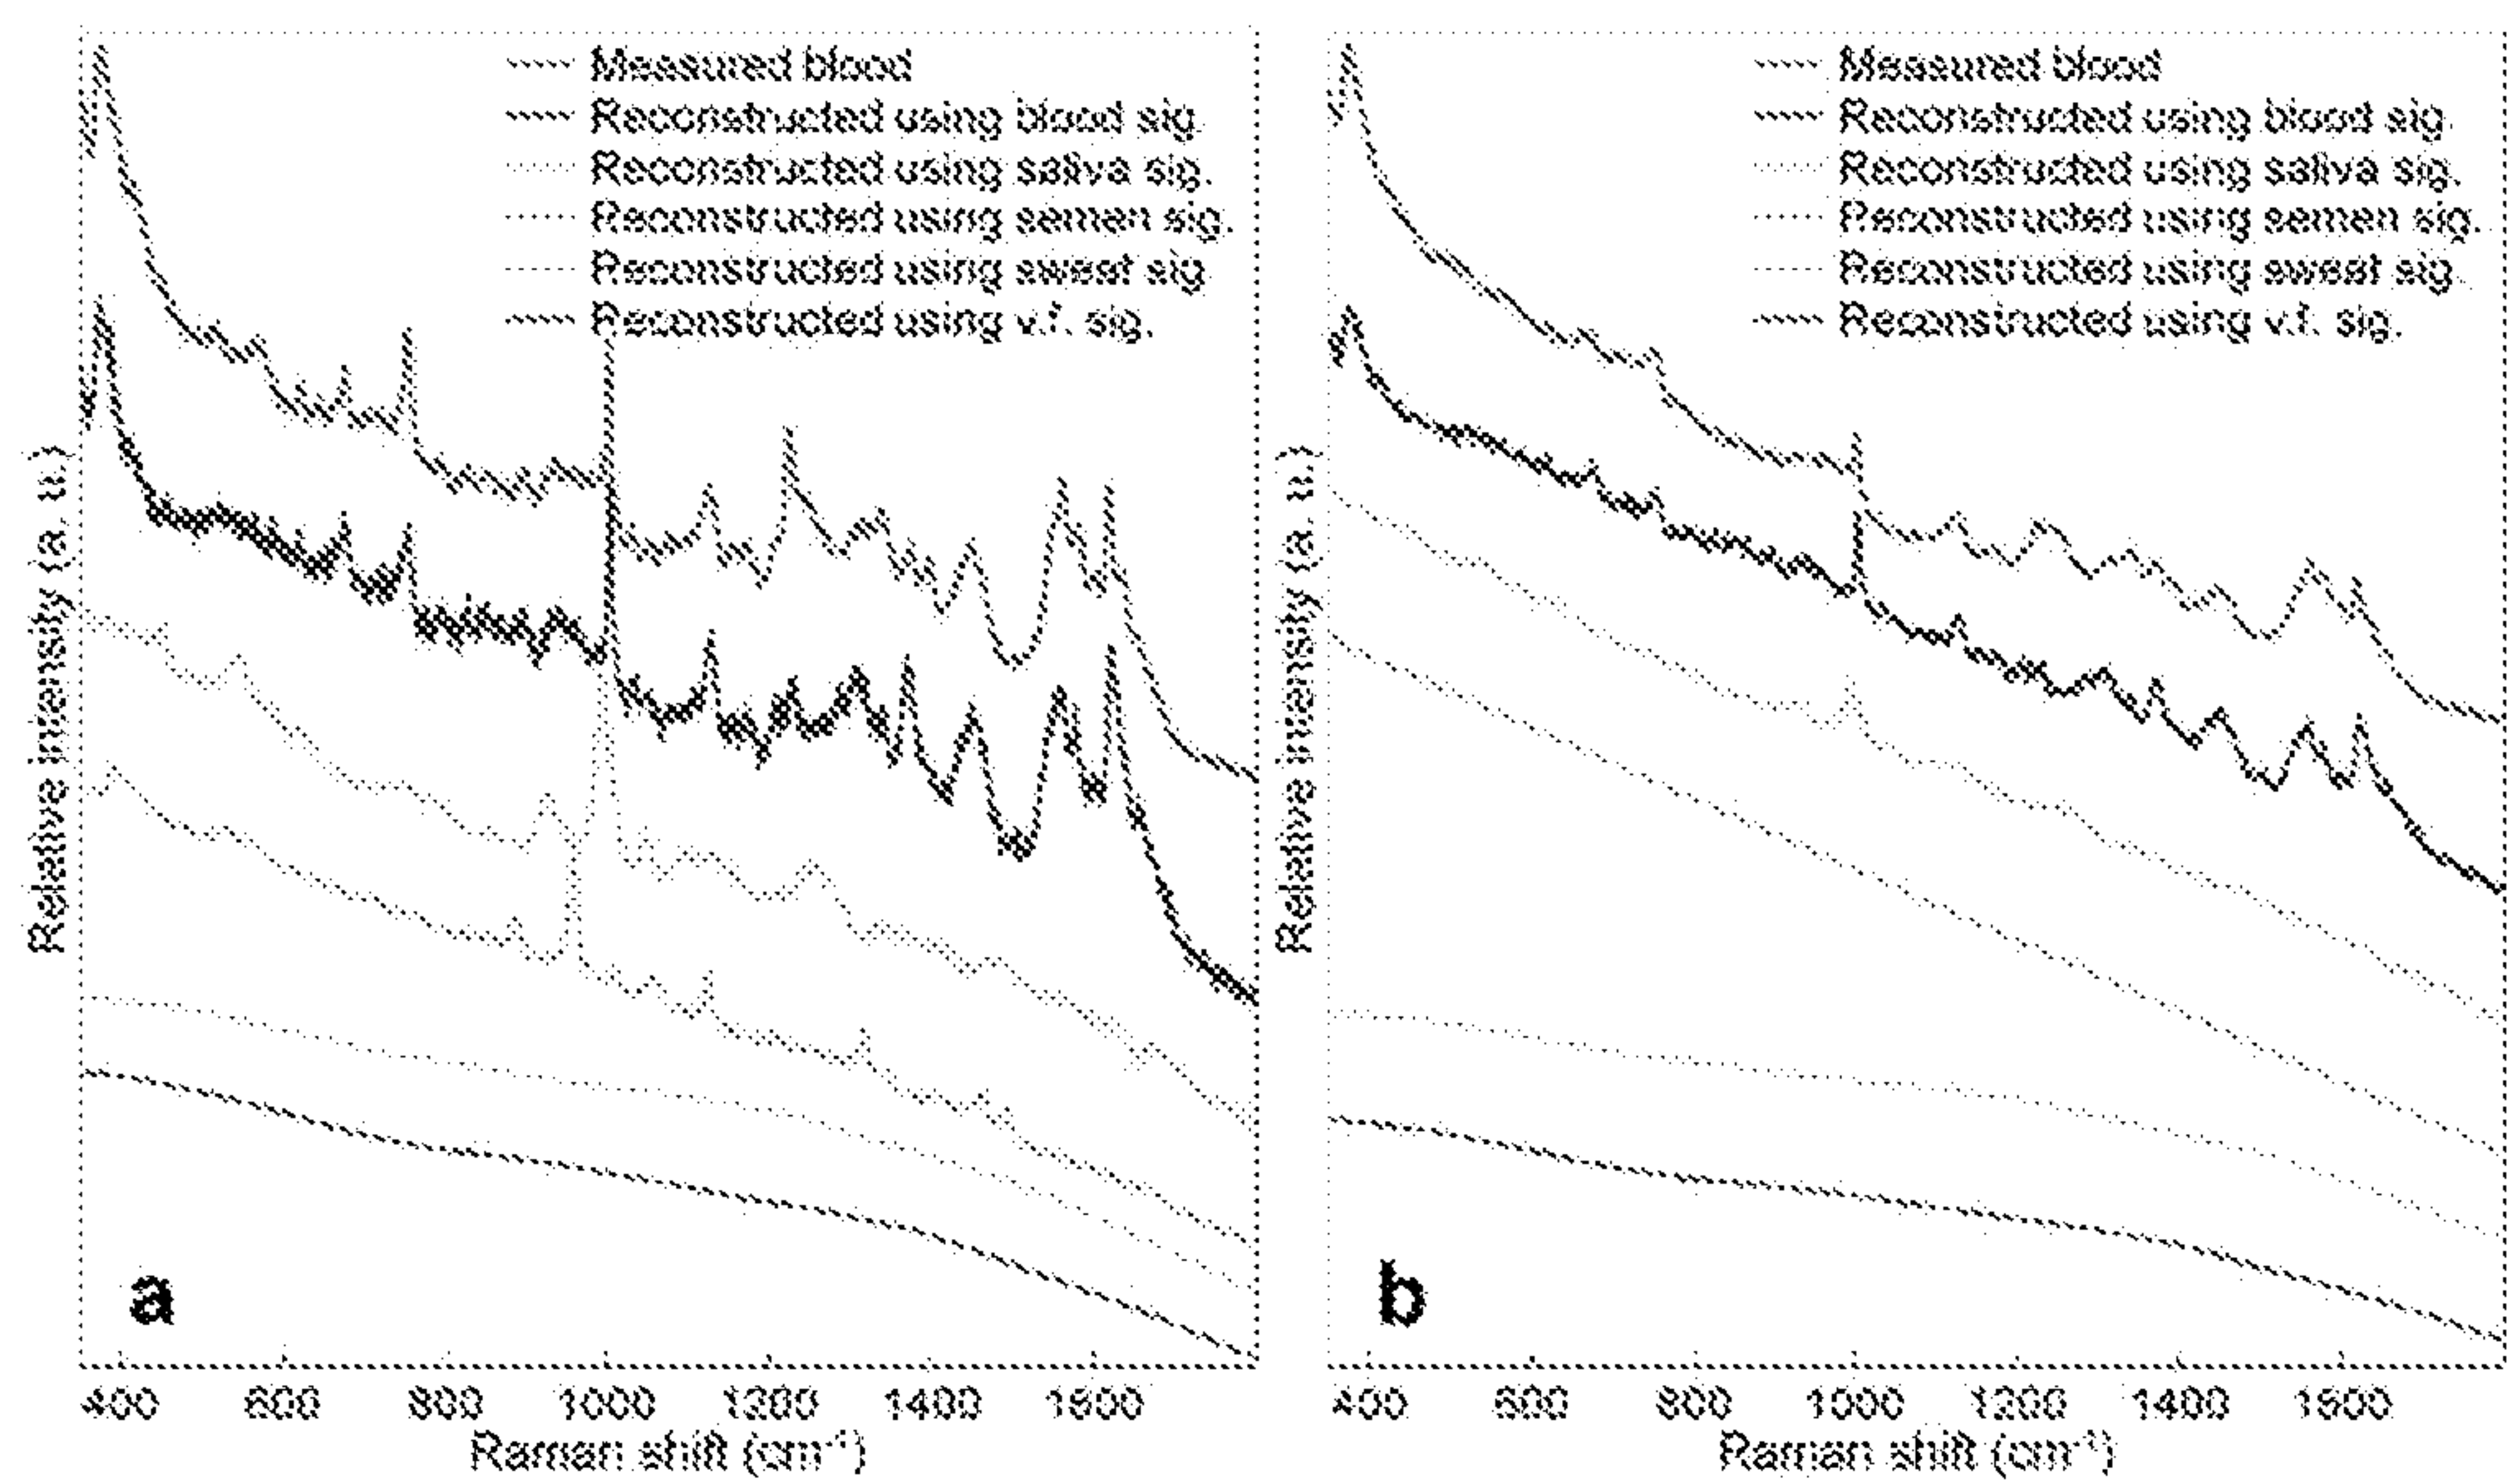 Measured blood
Reconstructed using blood sig.
Reconstructed using saliva sig.
Reconstructed using semen sig.
Reconstructed using sweat sig.
Reconstructed using v.f. sig.
Relative intensity (a. u.)
a
400 600 800 1000 1200 1400 1600
Raman shift (cm⁻¹)
Measured blood
Reconstructed using blood sig.
Reconstructed using saliva sig.
Reconstructed using semen sig.
Reconstructed using sweat sig.
Reconstructed using v.f. sig.
Relative intensity (a. u.)
b
400 600 800 1000 1200 1400 1600
Raman shift (cm⁻¹)